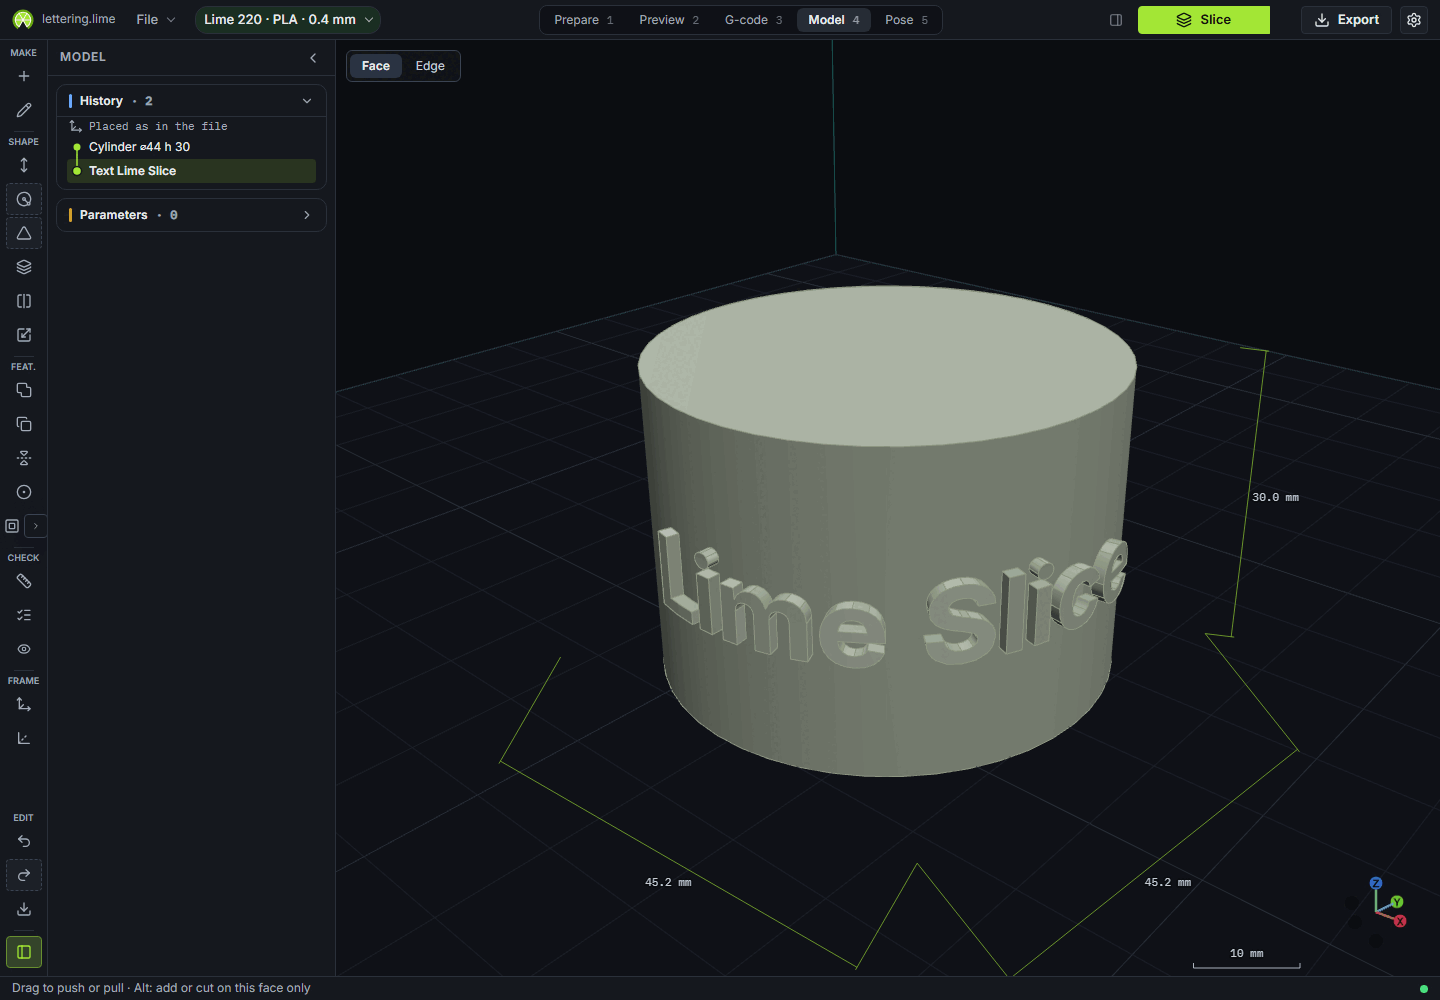 lettering.lime
File
Lime 220 · PLA · 0.4 mm
Prepare 1
Preview 2
G-code 3
Model 4
Pose 5
Slice
Export
MAKE
SHAPE
FEAT.
CHECK
FRAME
EDIT
MODEL
History · 2
Placed as in the file
Cylinder ⌀44 h 30
Text Lime Slice
Parameters · 0
Face
Edge
Lime Slice
30.0 mm
45.2 mm
45.2 mm
Z
Y
X
10 mm
Drag to push or pull · Alt: add or cut on this face only